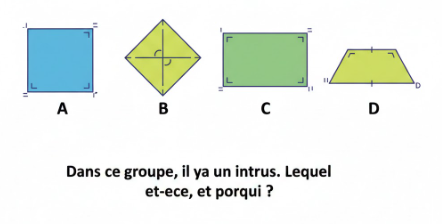 A B C D
Dans ce groupe, il ya un intrus. Lequel
et-ece, et porqui ?